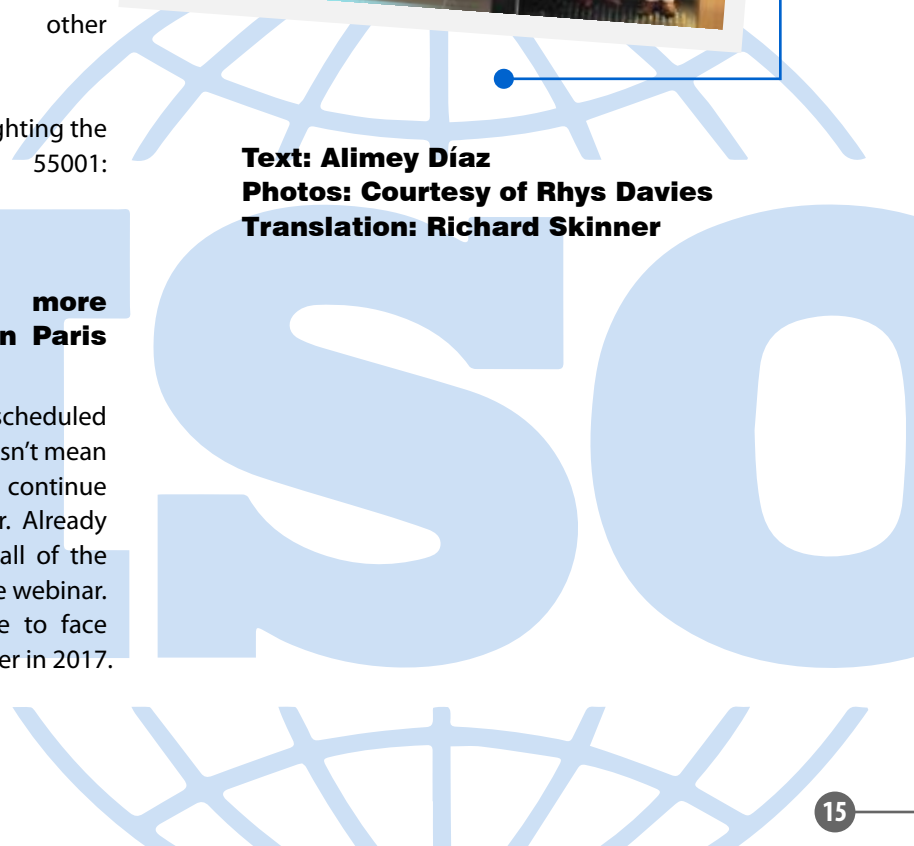 other
ghting the
55001:
more
n Paris
scheduled
sn't mean
continue
r. Already
all of the
e webinar.
e to face
er in 2017.
Text: Alimey Díaz
Photos: Courtesy of Rhys Davies
Translation: Richard Skinner
ISO
15